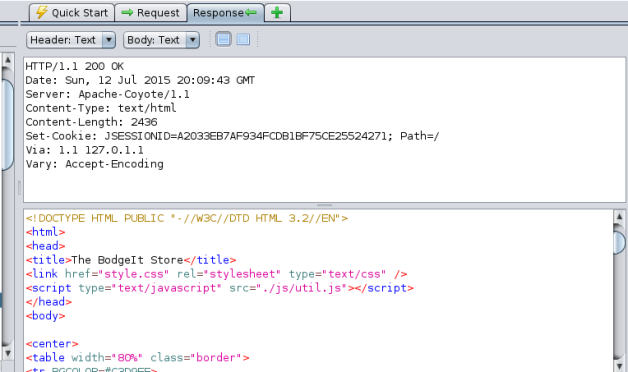 Quick Start Request Response
Header: Text Body: Text
HTTP/1.1 200 OK
Date: Sun, 12 Jul 2015 20:09:43 GMT
Server: Apache-Coyote/1.1
Content-Type: text/html
Content-Length: 2436
Set-Cookie: JSESSIONID=A2033EB7AF934FCDB1BF75CE25524271; Path=/
Via: 1.1 127.0.1.1
Vary: Accept-Encoding
<!DOCTYPE HTML PUBLIC "-//W3C//DTD HTML 3.2//EN">
<html>
<head>
<title>The BodgeIt Store</title>
<link href="style.css" rel="stylesheet" type="text/css" />
<script type="text/javascript" src="./js/util.js"></script>
</head>
<body>
<center>
<table width="80%" class="border">
<tr BGCOLOR=#C3D9FF>